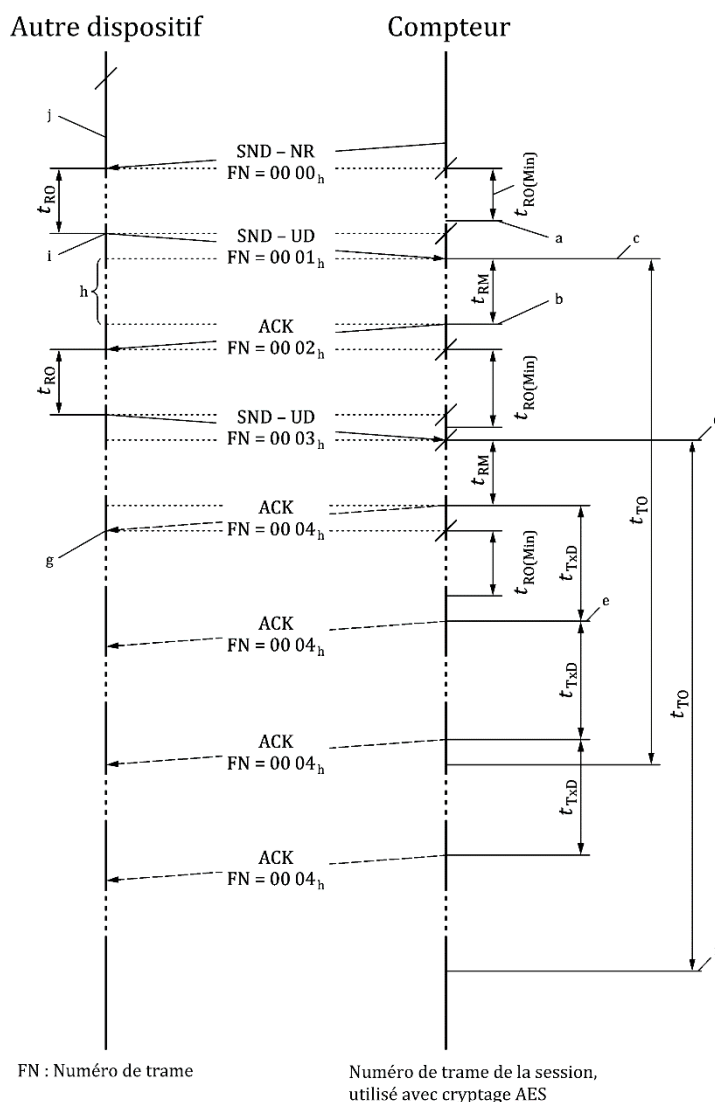 Autre dispositif
Compteur
j
SND – NR
FN = 00 00h
tRO
tRO(Min)
a
i
SND – UD
FN = 00 01h
c
h
tRM
b
ACK
FN = 00 02h
tRO
tRO(Min)
SND – UD
FN = 00 03h
tRM
tTO
ACK
FN = 00 04h
g
tRO(Min)
tTxD
e
ACK
FN = 00 04h
tTxD
tTO
ACK
FN = 00 04h
tTxD
ACK
FN = 00 04h
FN : Numéro de trame
Numéro de trame de la session,
utilisé avec cryptage AES